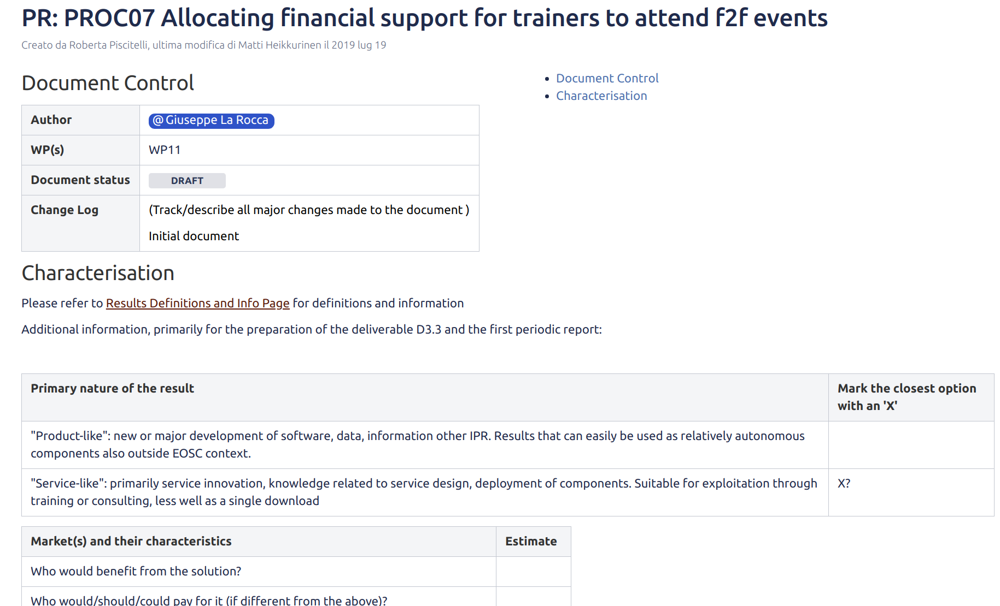 PR: PROC07 Allocating financial support for trainers to attend f2f events
Creato da Roberta Piscitelli, ultima modifica di Matti Heikkurinen il 2019 lug 19
Document Control
Author
@Giuseppe La Rocca
WP(s)
WP11
Document status
DRAFT
Change Log
(Track/describe all major changes made to the document )
Initial document
• Document Control
• Characterisation
Characterisation
Please refer to Results Definitions and Info Page for definitions and information
Additional information, primarily for the preparation of the deliverable D3.3 and the first periodic report:
Primary nature of the result
Mark the closest option
with an 'X'
"Product-like": new or major development of software, data, information other IPR. Results that can easily be used as relatively autonomous
components also outside EOSC context.
"Service-like": primarily service innovation, knowledge related to service design, deployment of components. Suitable for exploitation through
training or consulting, less well as a single download
X?
Market(s) and their characteristics
Estimate
Who would benefit from the solution?
Who would/should/could pay for it (if different from the above)?